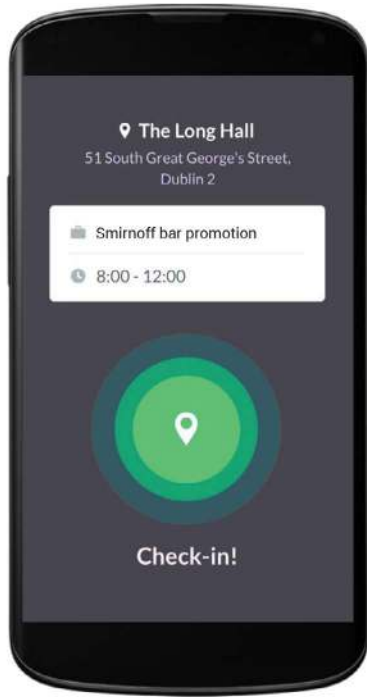 The Long Hall
51 South Great George's Street,
Dublin 2
Smirnoff bar promotion
8:00 - 12:00
Check-in!